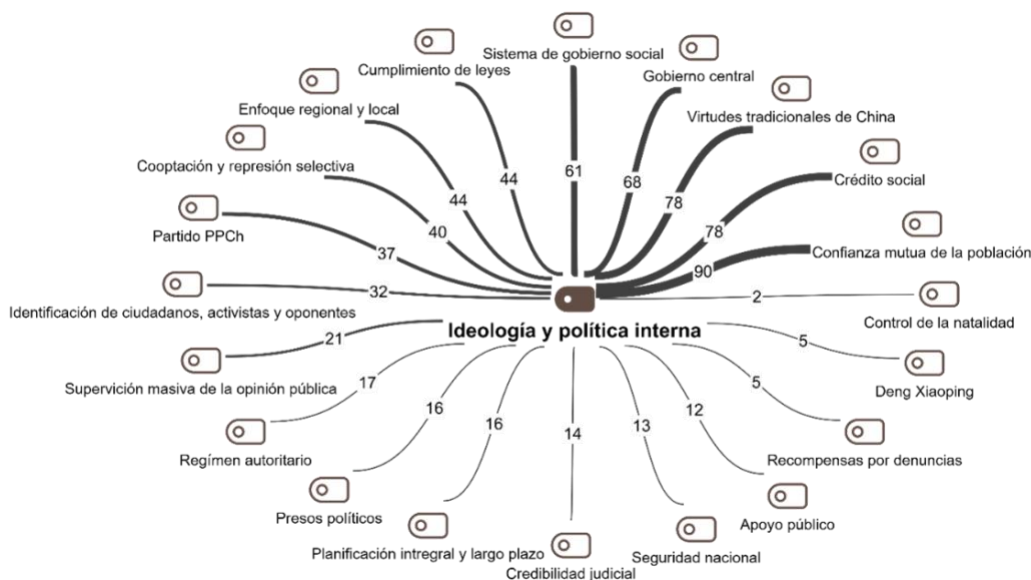 Sistema de gobierno social
61
Gobierno central
68
Virtudes tradicionales de China
78
Crédito social
78
Confianza mutua de la población
90
Control de la natalidad
2
Deng Xiaoping
5
Recompensas por denuncias
5
Apoyo público
12
Seguridad nacional
13
Credibilidad judicial
14
Planificación intregral y largo plazo
16
Presos políticos
16
Regímen autoritario
17
Supervición masiva de la opinión pública
21
Identificación de ciudadanos, activistas y oponentes
32
Partido PPCh
37
Cooptación y represión selectiva
40
Enfoque regional y local
44
Cumplimiento de leyes
44
Ideología y política interna